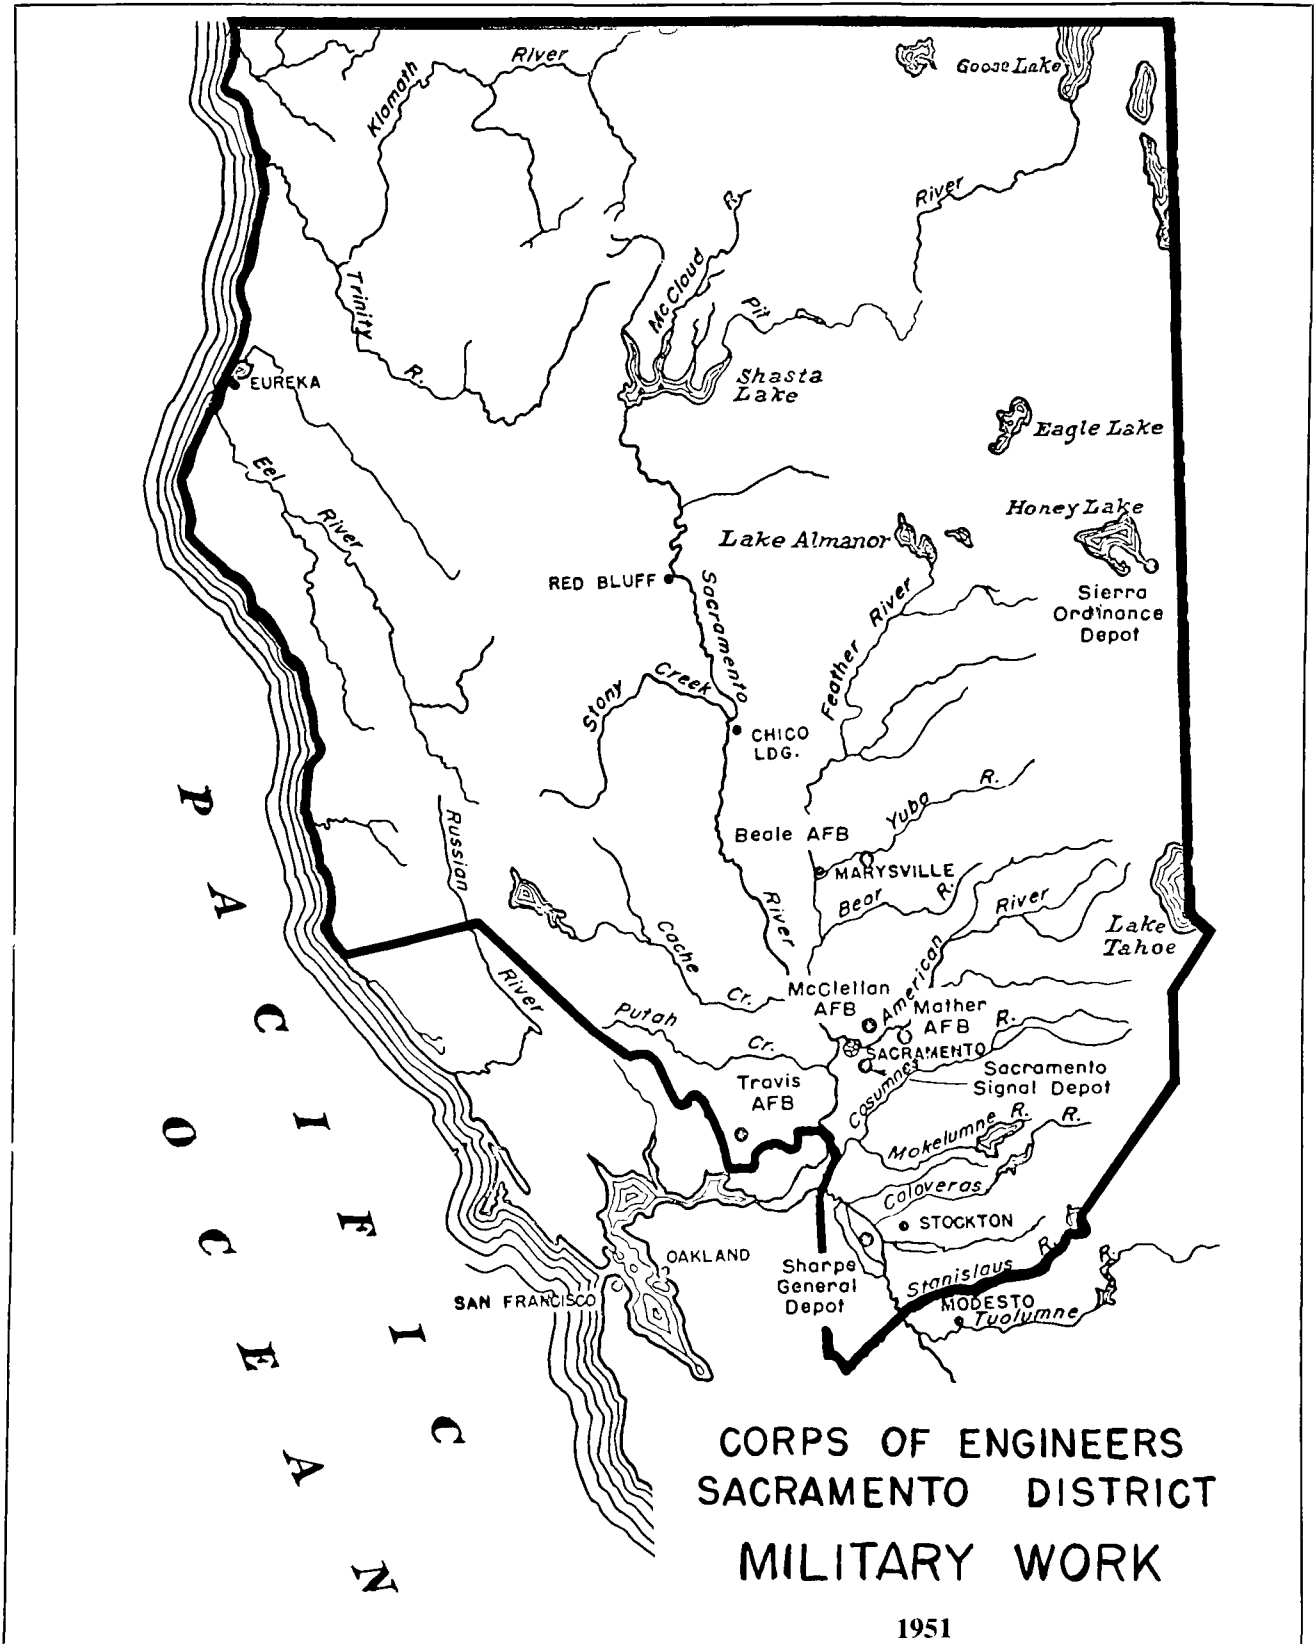 River
Klamath
Goose Lake
River
R.
McCloud
Pit
Trinity
R.
Shasta
Lake
EUREKA
Eagle Lake
Eel
River
Honey Lake
Lake Almanor
RED BLUFF
Sacramento
Feather River
Sierra
Ordinance
Depot
Stony Creek
CHICO
LDG.
Yuba R.
Beale AFB
MARYSVILLE
Russian
Bear R.
River
River
Lake
Tahoe
Cache
Cr.
McClellan
AFB
American
Mather
AFB
R.
River
Putah
Cr.
SACRAMENTO
Cosumnes
Sacramento
Signal Depot
Travis
AFB
Mokelumne R.
R.
Calaveras
STOCKTON
OAKLAND
Sharpe
General
Depot
Stanislaus R.
R.
SAN FRANCISCO
MODESTO
Tuolumne
PACIFIC
OCEAN
CORPS OF ENGINEERS
SACRAMENTO DISTRICT
MILITARY WORK
1951